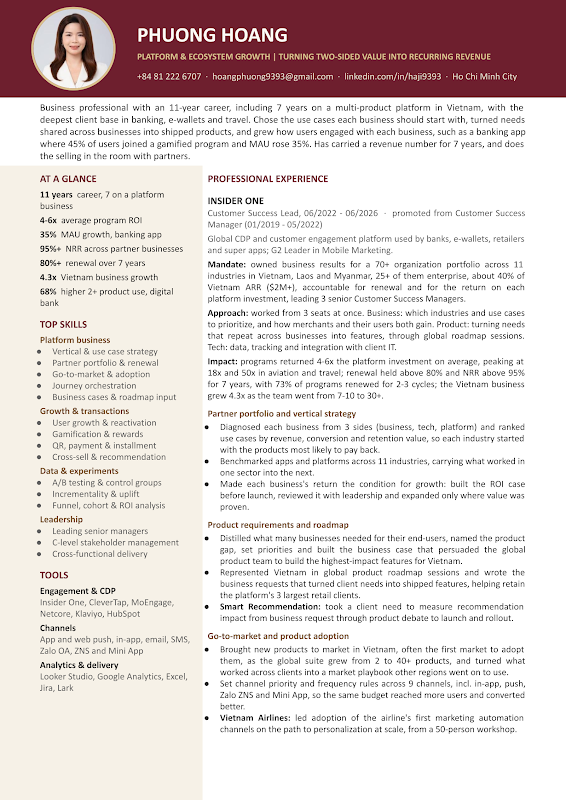 PHUONG HOANG
PLATFORM & ECOSYSTEM GROWTH | TURNING TWO-SIDED VALUE INTO RECURRING REVENUE
+84 81 222 6707 · hoangphuong9393@gmail.com · linkedin.com/in/haji9393 · Ho Chi Minh City
Business professional with an 11-year career, including 7 years on a multi-product platform in Vietnam, with the
deepest client base in banking, e-wallets and travel. Chose the use cases each business should start with, turned needs
shared across businesses into shipped products, and grew how users engaged with each business, such as a banking app
where 45% of users joined a gamified program and MAU rose 35%. Has carried a revenue number for 7 years, and does
the selling in the room with partners.
AT A GLANCE
11 years career, 7 on a platform
business
4-6x average program ROI
35% MAU growth, banking app
95%+ NRR across partner businesses
80%+ renewal over 7 years
4.3x Vietnam business growth
68% higher 2+ product use, digital
bank
TOP SKILLS
Platform business
● Vertical & use case strategy
● Partner portfolio & renewal
● Go-to-market & adoption
● Journey orchestration
● Business cases & roadmap input
Growth & transactions
● User growth & reactivation
● Gamification & rewards
● QR, payment & installment
● Cross-sell & recommendation
Data & experiments
● A/B testing & control groups
● Incrementality & uplift
● Funnel, cohort & ROI analysis
Leadership
● Leading senior managers
● C-level stakeholder management
● Cross-functional delivery
TOOLS
Engagement & CDP
Insider One, CleverTap, MoEngage,
Netcore, Klaviyo, HubSpot
Channels
App and web push, in-app, email, SMS,
Zalo OA, ZNS and Mini App
Analytics & delivery
Looker Studio, Google Analytics, Excel,
Jira, Lark
PROFESSIONAL EXPERIENCE
INSIDER ONE
Customer Success Lead, 06/2022 - 06/2026 · promoted from Customer Success
Manager (01/2019 - 05/2022)
Global CDP and customer engagement platform used by banks, e-wallets, retailers
and super apps; G2 Leader in Mobile Marketing.
Mandate: owned business results for a 70+ organization portfolio across 11
industries in Vietnam, Laos and Myanmar, 25+ of them enterprise, about 40% of
Vietnam ARR ($2M+), accountable for renewal and for the return on each
platform investment, leading 3 senior Customer Success Managers.
Approach: worked from 3 seats at once. Business: which industries and use cases
to prioritize, and how merchants and their users both gain. Product: turning needs
that repeat across businesses into features, through global roadmap sessions.
Tech: data, tracking and integration with client IT.
Impact: programs returned 4-6x the platform investment on average, peaking at
18x and 50x in aviation and travel; renewal held above 80% and NRR above 95%
for 7 years, with 73% of programs renewed for 2-3 cycles; the Vietnam business
grew 4.3x as the team went from 7-10 to 30+.
Partner portfolio and vertical strategy
● Diagnosed each business from 3 sides (business, tech, platform) and ranked
use cases by revenue, conversion and retention value, so each industry started
with the products most likely to pay back.
● Benchmarked apps and platforms across 11 industries, carrying what worked in
one sector into the next.
● Made each business's return the condition for growth: built the ROI case
before launch, reviewed it with leadership and expanded only where value was
proven.
Product requirements and roadmap
● Distilled what many businesses needed for their end-users, named the product
gap, set priorities and built the business case that persuaded the global
product team to build the highest-impact features for Vietnam.
● Represented Vietnam in global product roadmap sessions and wrote the
business requests that turned client needs into shipped features, helping retain
the platform's 3 largest retail clients.
● Smart Recommendation: took a client need to measure recommendation
impact from business request through product debate to launch and rollout.
Go-to-market and product adoption
● Brought new products to market in Vietnam, often the first market to adopt
them, as the global suite grew from 2 to 40+ products, and turned what
worked across clients into a market playbook other regions went on to use.
● Set channel priority and frequency rules across 9 channels, incl. in-app, push,
Zalo ZNS and Mini App, so the same budget reached more users and converted
better.
● Vietnam Airlines: led adoption of the airline's first marketing automation
channels on the path to personalization at scale, from a 50-person workshop.